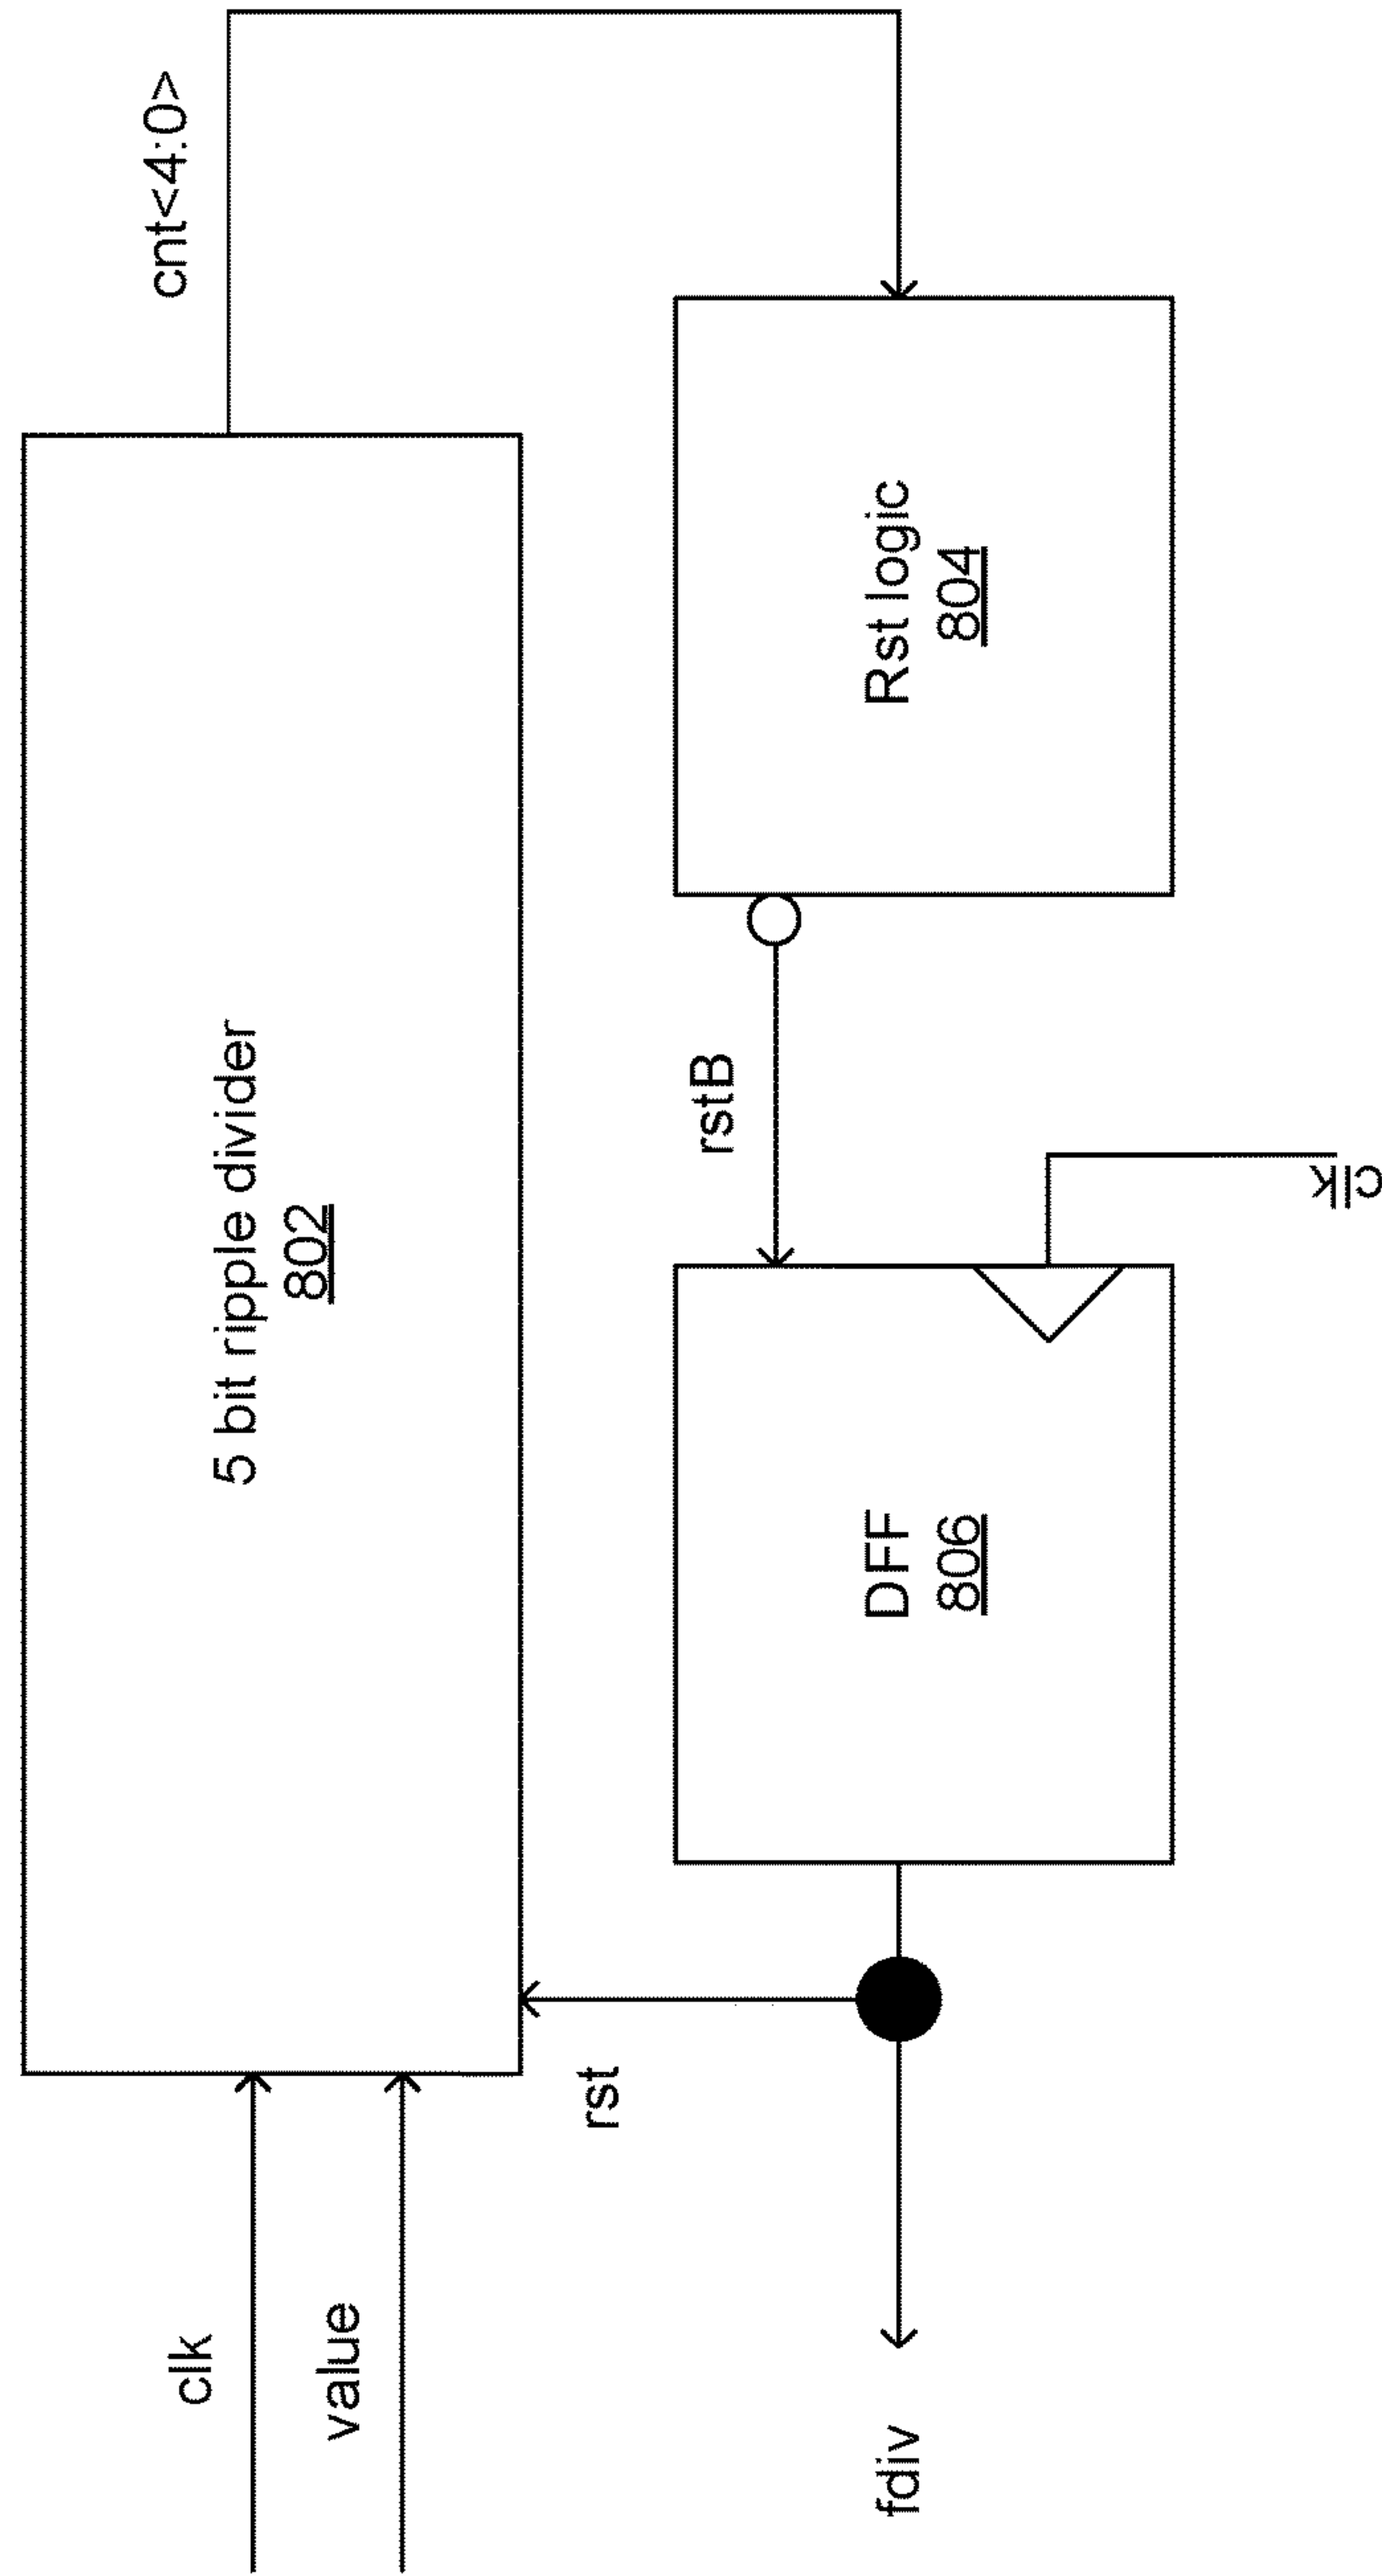 cnt<4:0>
clk
5 bit ripple divider
802
value
rst
rstB
fdiv
DFF
806
Rst logic
804
clk